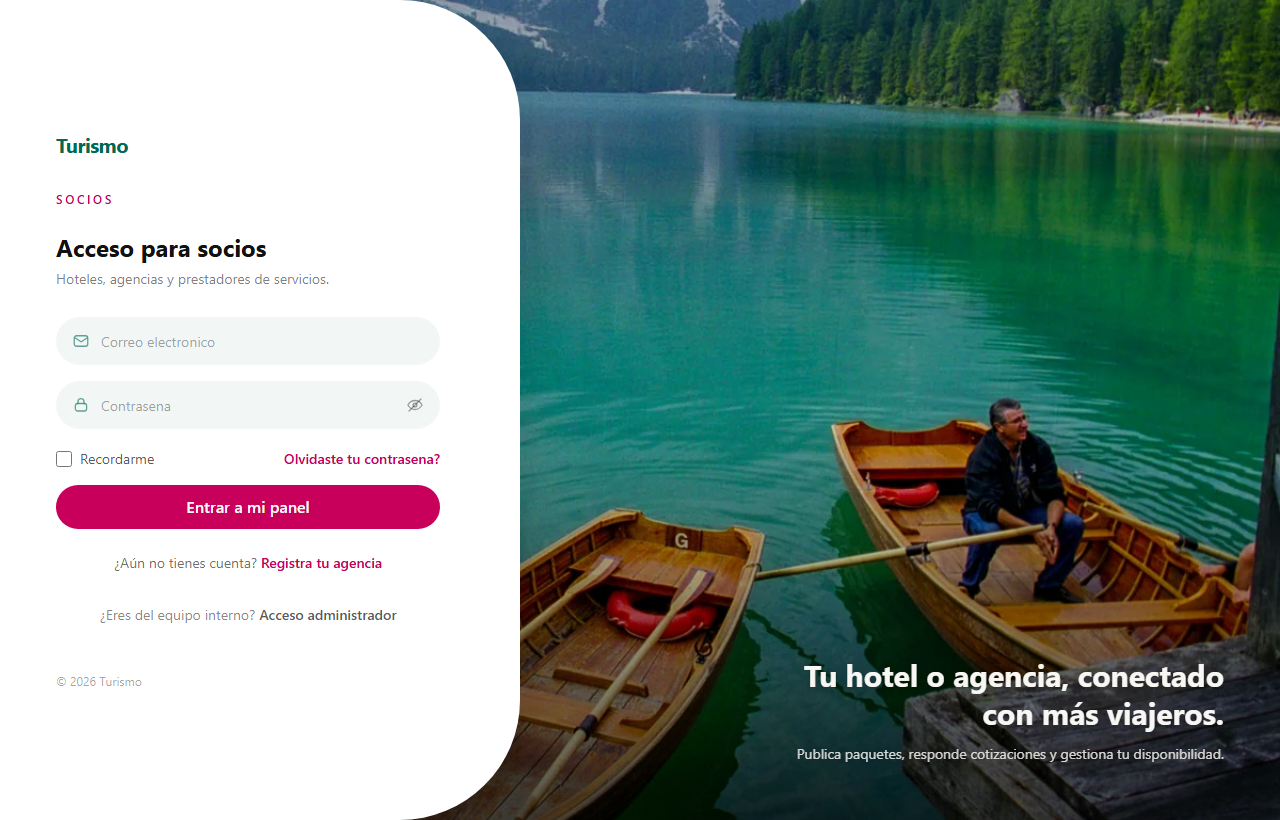 Turismo
SOCIOS
Acceso para socios
Hoteles, agencias y prestadores de servicios.
Correo electronico
Contrasena
Recordarme
Olvidaste tu contrasena?
Entrar a mi panel
¿Aún no tienes cuenta? Registra tu agencia
¿Eres del equipo interno? Acceso administrador
© 2026 Turismo
G
Tu hotel o agencia, conectado
con más viajeros.
Publica paquetes, responde cotizaciones y gestiona tu disponibilidad.